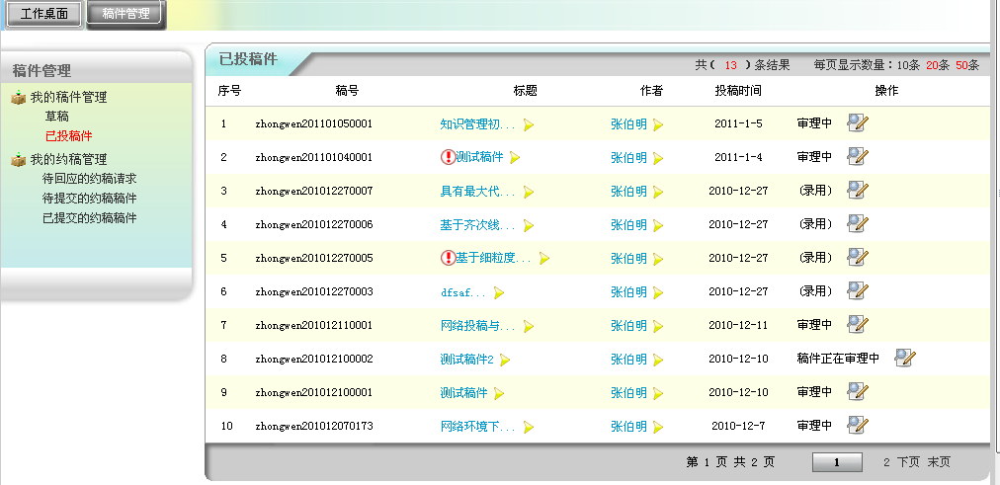 工作桌面 稿件管理
稿件管理
我的稿件管理
草稿
已投稿件
我的约稿管理
待回应的约稿请求
待提交的约稿稿件
已提交的约稿稿件
已投稿件
共( 13 )条结果 每页显示数量：10条 20条 50条
序号 稿号 标题 作者 投稿时间 操作
1 zhongwen201101050001 知识管理初... 张伯明 2011-1-5 审理中
2 zhongwen201101040001 测试稿件 张伯明 2011-1-4 审理中
3 zhongwen201012270007 具有最大代... 张伯明 2010-12-27 (录用)
4 zhongwen201012270006 基于齐次线... 张伯明 2010-12-27 (录用)
5 zhongwen201012270005 基于细粒度... 张伯明 2010-12-27 (录用)
6 zhongwen201012270003 dfsaf... 张伯明 2010-12-27 (录用)
7 zhongwen201012110001 网络投稿与... 张伯明 2010-12-11 审理中
8 zhongwen201012100002 测试稿件2 张伯明 2010-12-10 稿件正在审理中
9 zhongwen201012100001 测试稿件 张伯明 2010-12-10 审理中
10 zhongwen201012070173 网络环境下... 张伯明 2010-12-7 审理中
第 1 页 共 2 页 1 2 下页 末页